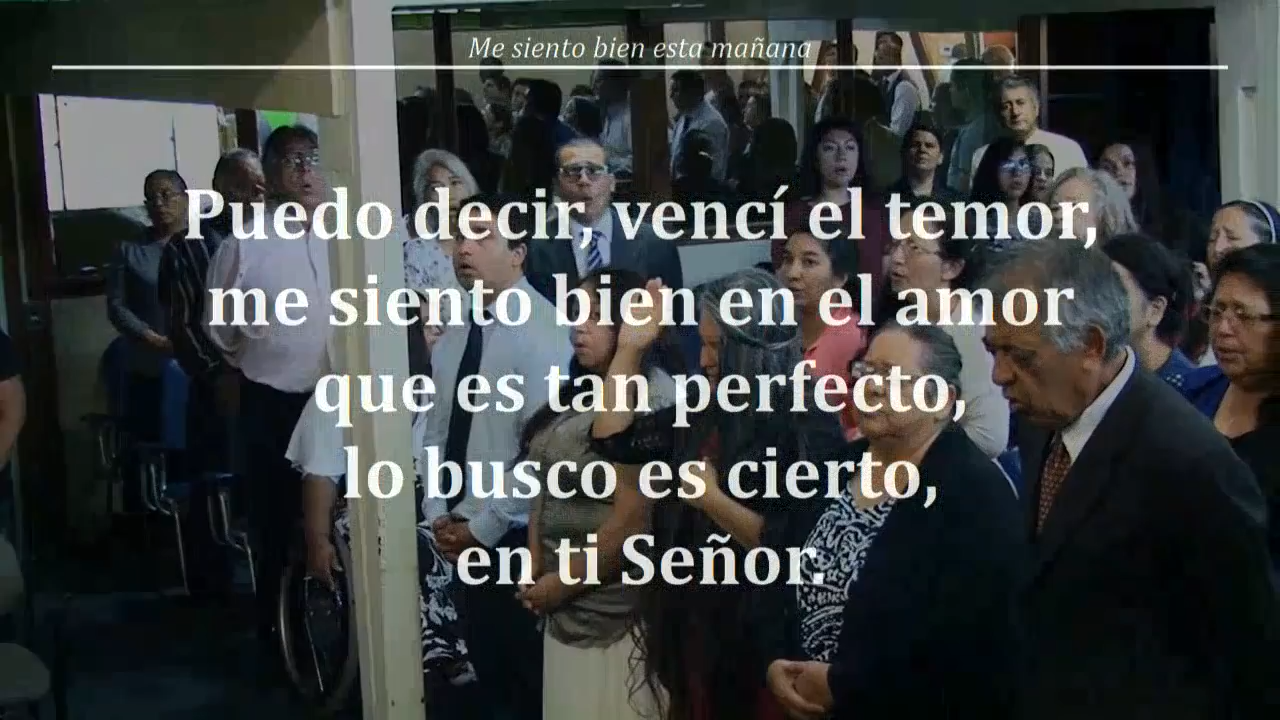 Me siento bien esta mañana
Puedo decir, vencí el temor,
me siento bien en el amor
que es tan perfecto,
lo busco es cierto,
en ti Señor.